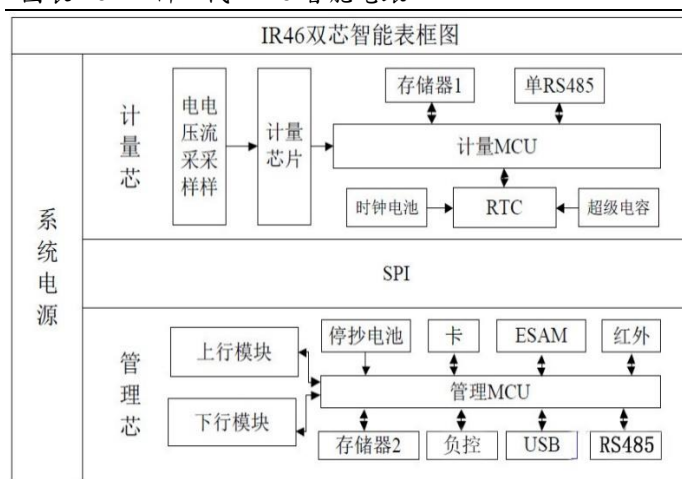 IR46双芯智能表框图
系统电源
计量芯
电压采样
电流采样
计量芯片
存储器1
单RS485
计量MCU
时钟电池
RTC
超级电容
SPI
管理芯
上行模块
下行模块
停抄电池
卡
ESAM
红外
管理MCU
存储器2
负控
USB
RS485